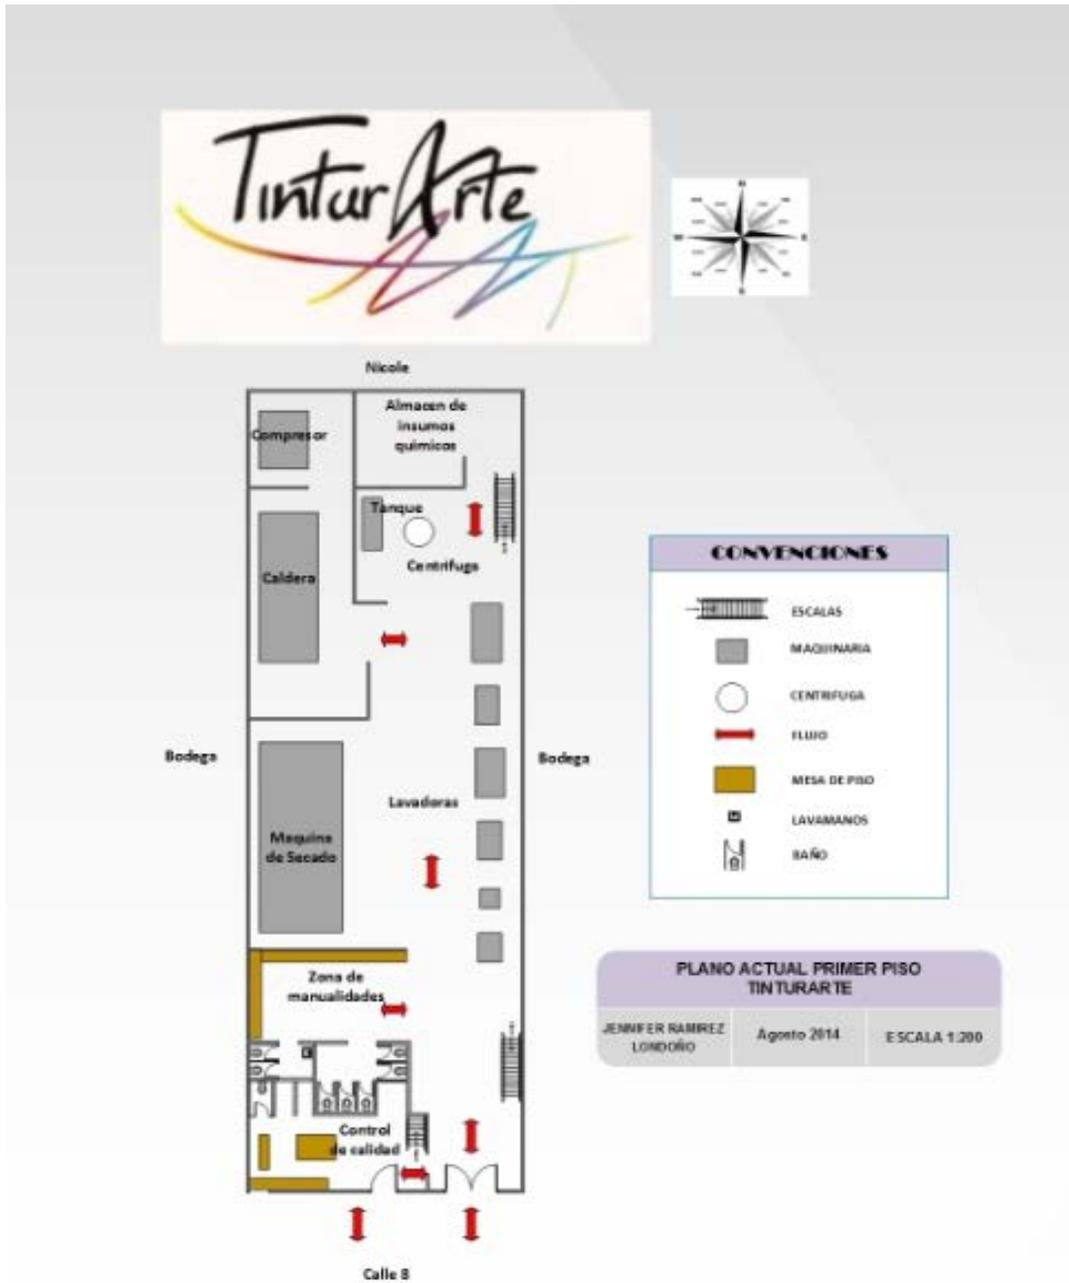 TinturArte
N
Nicole
Almacen de
insumos
quimicos
Compresor
Tanque
Centrifuga
Caldera
CONVENCIONES
ESCALAS
MAQUINARIA
CENTRIFUGA
FLUJO
MESA DE PISO
LAVAMANOS
BAÑO
Bodega
Bodega
Lavadoras
Maquina
de Secado
Zona de
manualidades
PLANO ACTUAL PRIMER PISO
TINTURARTE
JENNIFER RAMIREZ
LONDOÑO
Agosto 2014
ESCALA 1:200
Control
de calidad
Calle 8